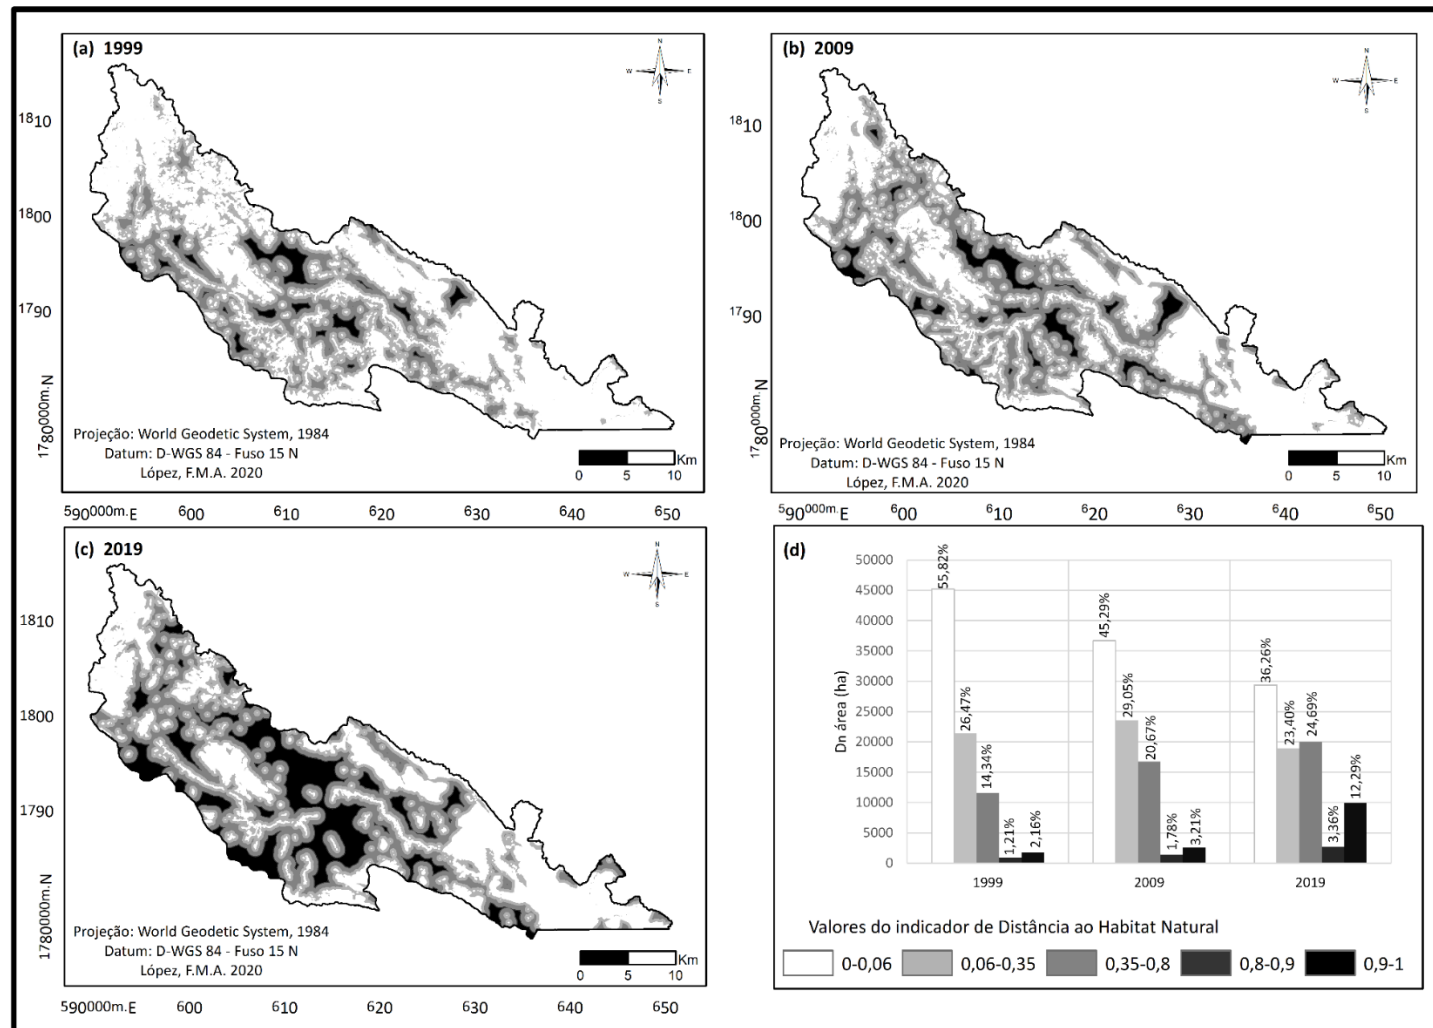 (a) 1999
N
W E
S
1810
1800
1790
1780000m.N
Projeção: World Geodetic System, 1984
Datum: D-WGS 84 - Fuso 15 N
López, F.M.A. 2020
Km
0 5 10
590000m.E 600 610 620 630 640 650
(b) 2009
N
W E
S
1810
1800
1790
1780000m.N
Projeção: World Geodetic System, 1984
Datum: D-WGS 84 - Fuso 15 N
López, F.M.A. 2020
Km
0 5 10
590000m.E 600 610 620 630 640 650
(c) 2019
N
W E
S
1810
1800
1790
1780000m.N
Projeção: World Geodetic System, 1984
Datum: D-WGS 84 - Fuso 15 N
López, F.M.A. 2020
Km
0 5 10
590000m.E 600 610 620 630 640 650
(d)
Dn área (ha)
50000
45000
40000
35000
30000
25000
20000
15000
10000
5000
0
55,82% 26,47% 14,34% 1,21% 2,16%
45,29% 29,05% 20,67% 1,78% 3,21%
36,26% 23,40% 24,69% 3,36% 12,29%
1999 2009 2019
Valores do indicador de Distância ao Habitat Natural
0-0,06 0,06-0,35 0,35-0,8 0,8-0,9 0,9-1